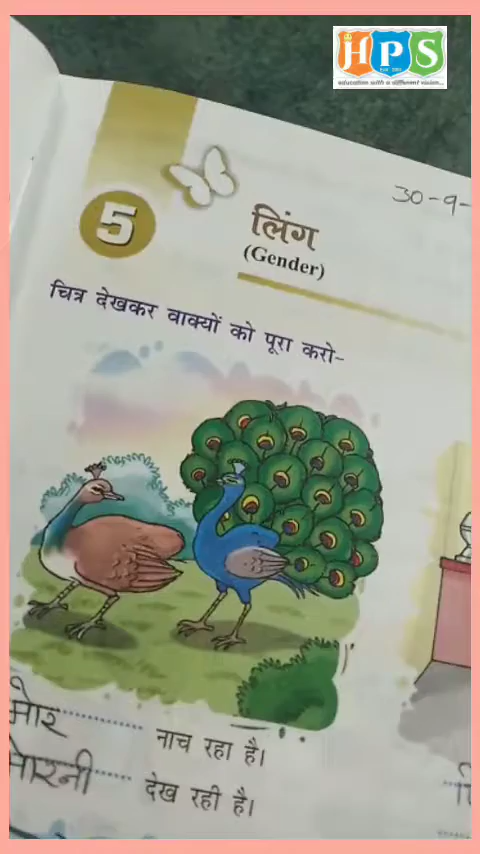 HPS
education with a different vision...
30-9-
5
लिंग
(Gender)
चित्र देखकर वाक्यों को पूरा करो-
मोर नाच रहा है।
मोरनी देख रही है।